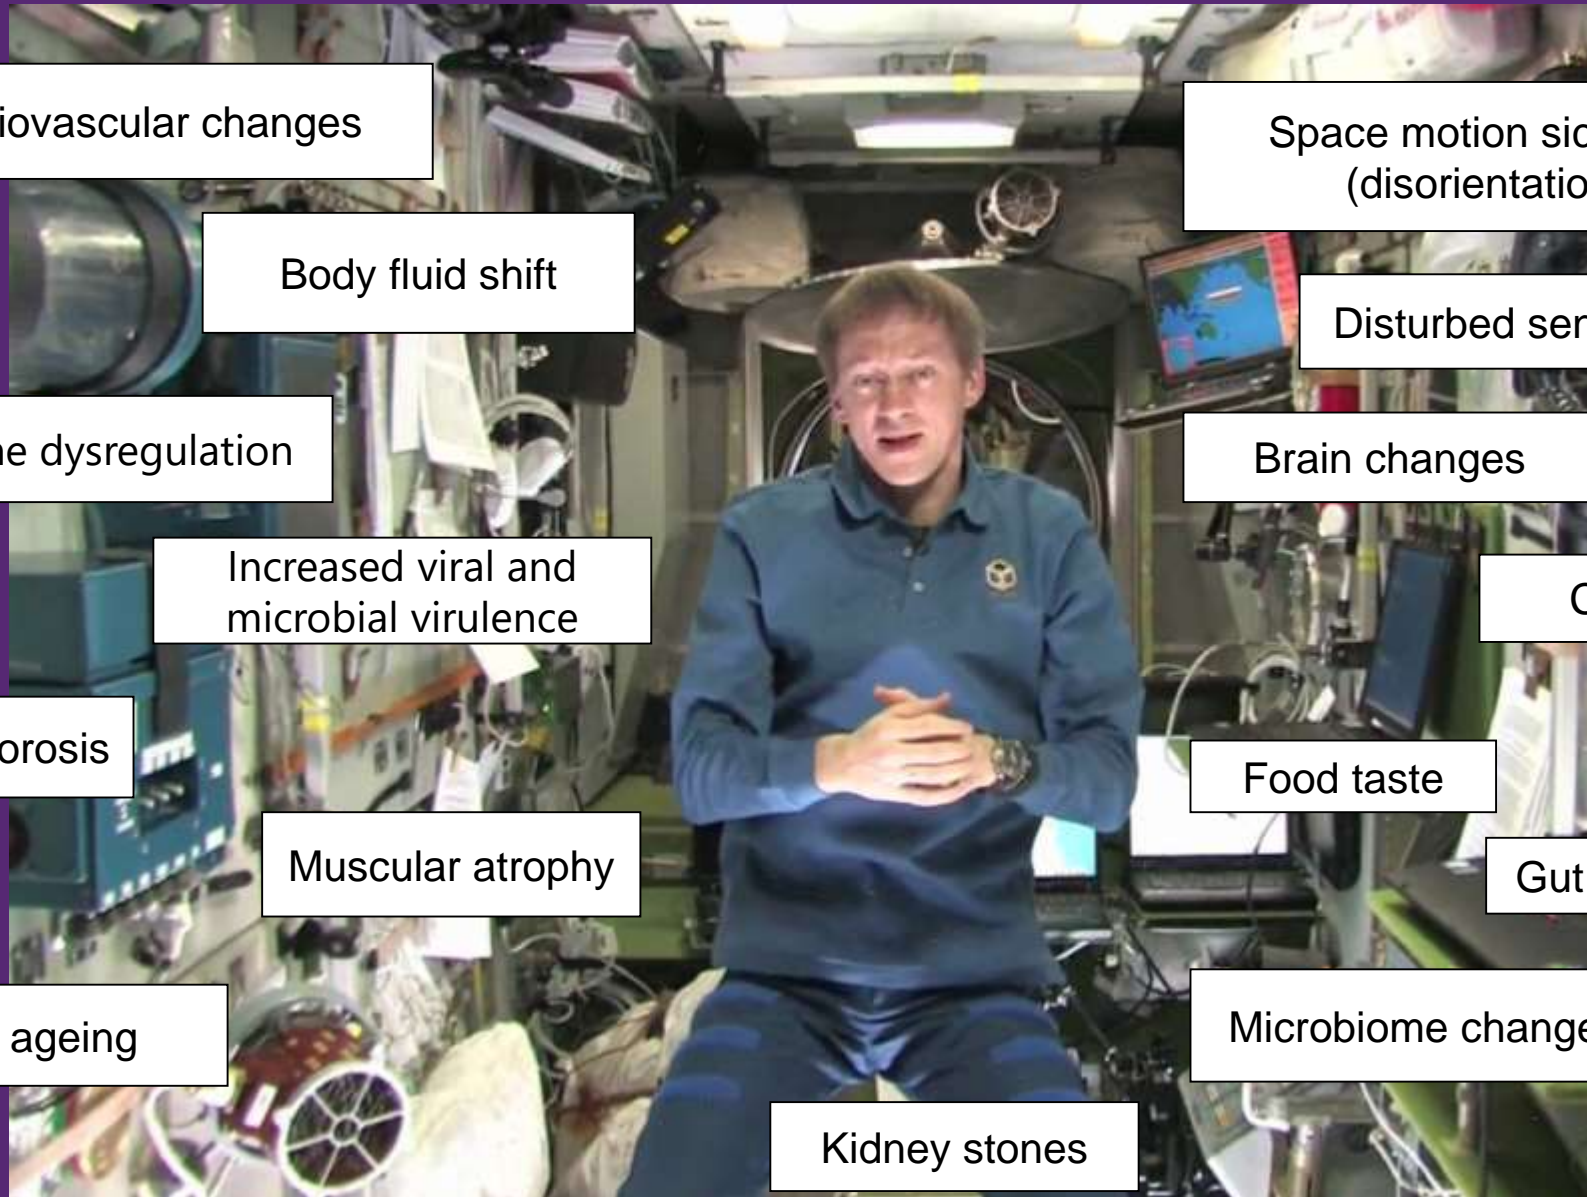 iovascular changes
Space motion sic
(disorientatio
Body fluid shift
Disturbed ser
e dysregulation
Brain changes
Increased viral and
microbial virulence
C
orosis
Food taste
Muscular atrophy
Gut
ageing
Microbiome change
Kidney stones